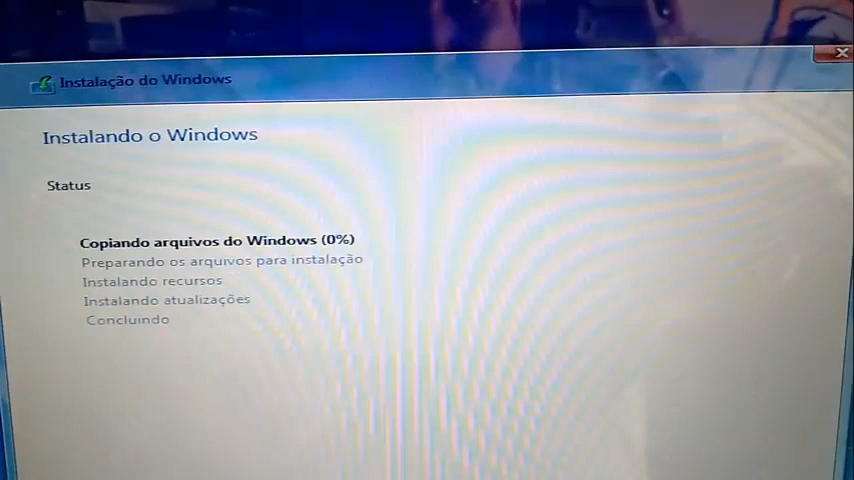 Instalação do Windows
Instalando o Windows
Status
Copiando arquivos do Windows (0%)
Preparando os arquivos para instalação
Instalando recursos
Instalando atualizações
Concluindo